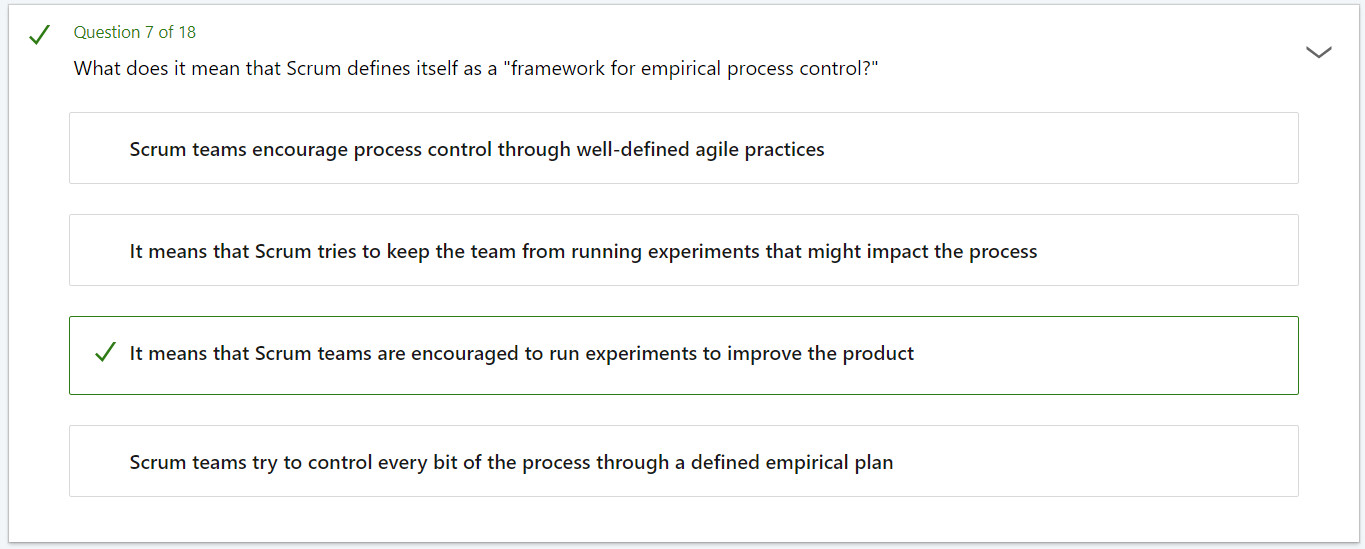 Question 7 of 18
What does it mean that Scrum defines itself as a "framework for empirical process control?"
Scrum teams encourage process control through well-defined agile practices
It means that Scrum tries to keep the team from running experiments that might impact the process
It means that Scrum teams are encouraged to run experiments to improve the product
Scrum teams try to control every bit of the process through a defined empirical plan